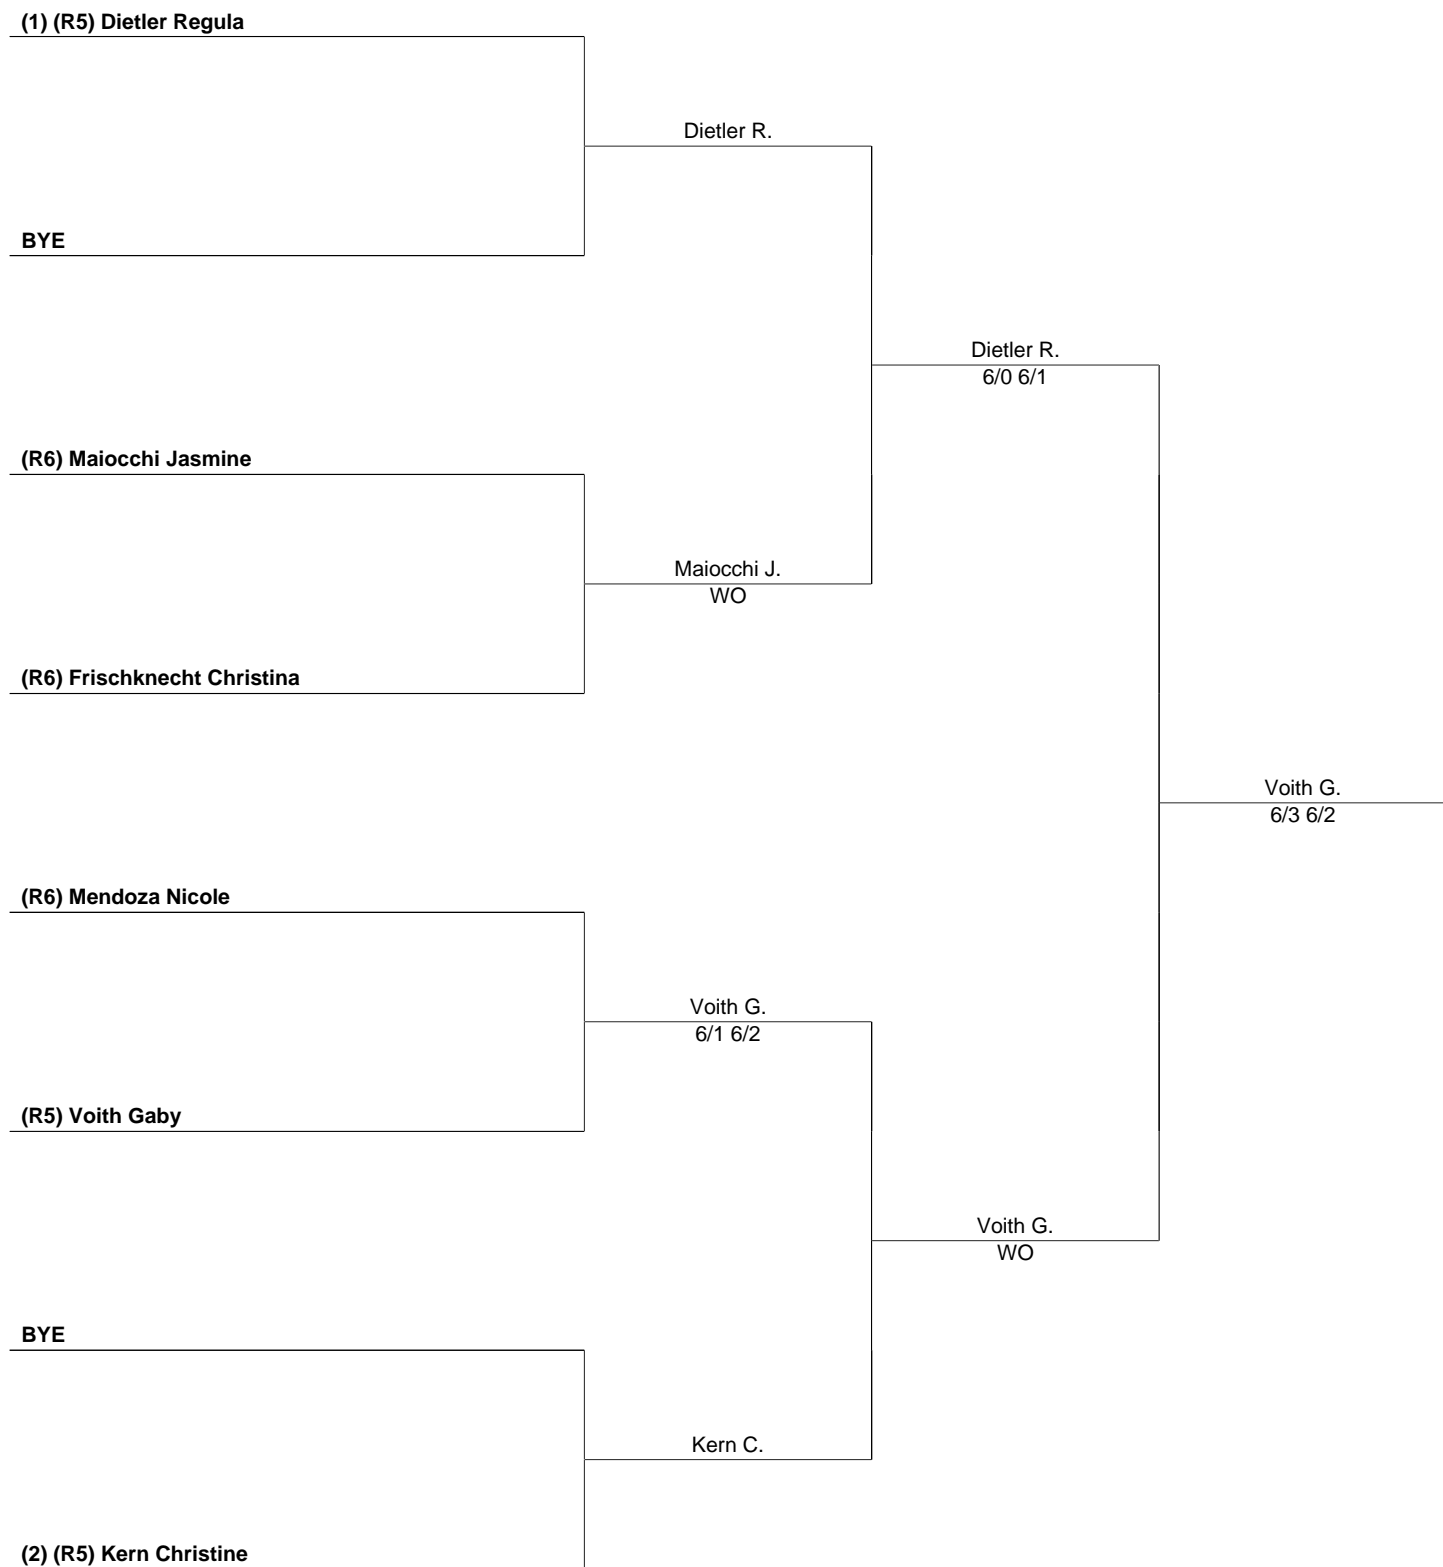 (1) (R5) Dietler Regula
Dietler R.
BYE
Dietler R.
6/0 6/1
(R6) Maiocchi Jasmine
Maiocchi J.
WO
(R6) Frischknecht Christina
Voith G.
6/3 6/2
(R6) Mendoza Nicole
Voith G.
6/1 6/2
(R5) Voith Gaby
Voith G.
WO
BYE
Kern C.
(2) (R5) Kern Christine